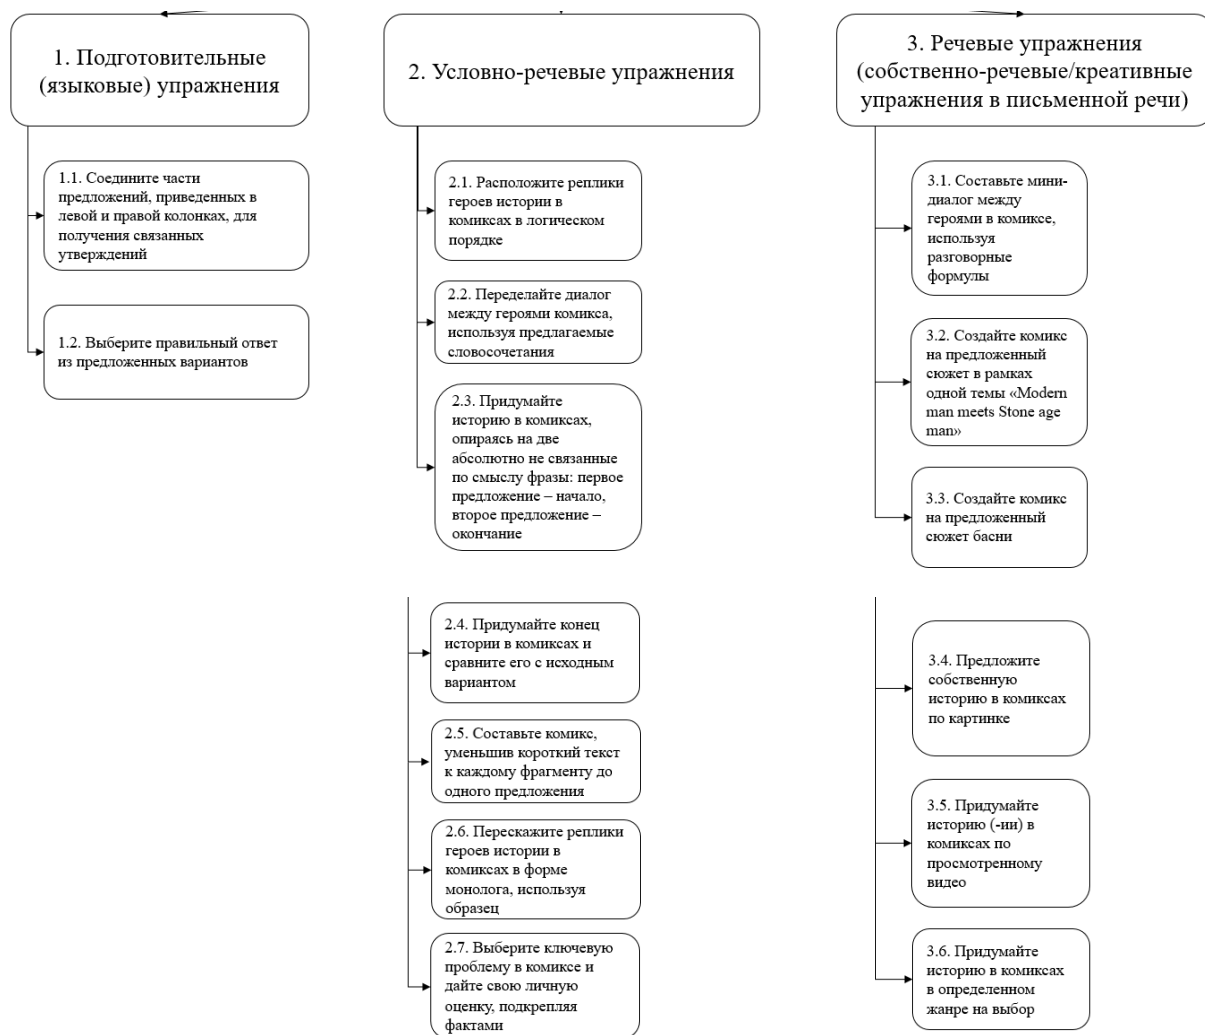 1. Подготовительные
(языковые) упражнения
1.1. Соедините части
предложений, приведенных в
левой и правой колонках, для
получения связанных
утверждений
1.2. Выберите правильный ответ
из предложенных вариантов
2. Условно-речевые упражнения
2.1. Расположите реплики
героев истории в
комиксах в логическом
порядке
2.2. Переделайте диалог
между героями комикса,
используя предлагаемые
словосочетания
2.3. Придумайте
историю в комиксах,
опираясь на две
абсолютно не связанные
по смыслу фразы: первое
предложение – начало,
второе предложение –
окончание
2.4. Придумайте конец
истории в комиксах и
сравните его с исходным
вариантом
2.5. Составьте комикс,
уменьшив короткий текст
к каждому фрагменту до
одного предложения
2.6. Перескажите реплики
героев истории в
комиксах в форме
монолога, используя
образец
2.7. Выберите ключевую
проблему в комиксе и
дайте свою личную
оценку, подкрепляя
фактами
3. Речевые упражнения
(собственно-речевые/креативные
упражнения в письменной речи)
3.1. Составьте мини-
диалог между
героями в комиксе,
используя
разговорные
формулы
3.2. Создайте комикс
на предложенный
сюжет в рамках
одной темы «Modern
man meets Stone age
man»
3.3. Создайте комикс
на предложенный
сюжет басни
3.4. Предложите
собственную
историю в комиксах
по картинке
3.5. Придумайте
историю (-ии) в
комиксах по
просмотренному
видео
3.6. Придумайте
историю в комиксах
в определенном
жанре на выбор